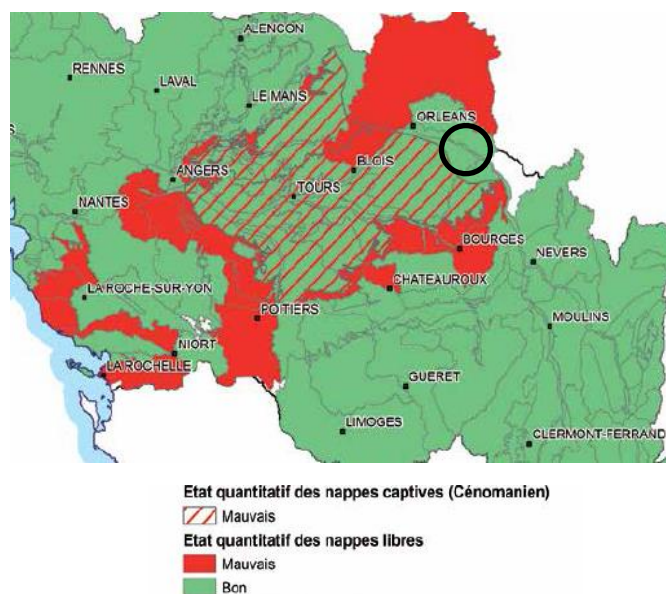 ALENCON
RENNES
LAVAL
LE MANS
ORLEANS
S
BLOIS
ANGERS
TOURS
NANTES
BOURGES
NEVERS
CHATEAUROUX
LA ROCHE-SUR-YON
POITIERS
MOULINS
NIORT
LA ROCHELLE
GUERET
LIMOGES
CLERMONT-FERRAND
Etat quantitatif des nappes captives (Cénomanien)
Mauvais
Etat quantitatif des nappes libres
Mauvais
Bon